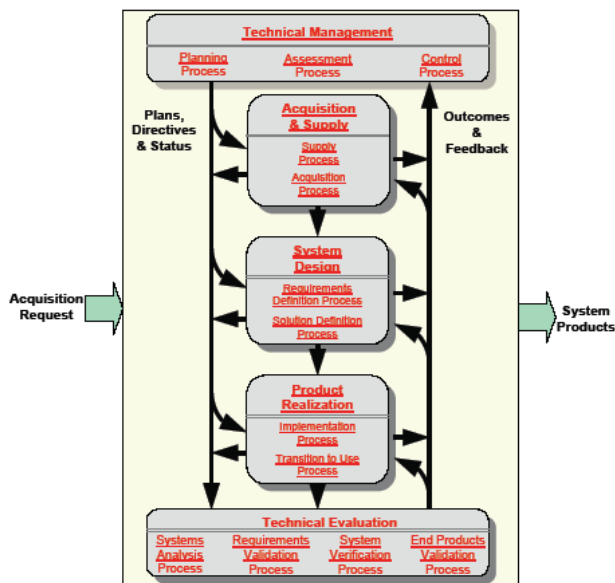 Technical Management
Planning
Process
Assessment
Process
Control
Process
Plans,
Directives
& Status
Acquisition
& Supply
Supply
Process
Acquisition
Process
Outcomes
&
Feedback
System
Design
Requirements
Definition Process
Solution Definition
Process
Acquisition
Request
System
Products
Product
Realization
Implementation
Process
Transition to Use
Process
Technical Evaluation
Systems
Analysis
Process
Requirements
Validation
Process
System
Verification
Process
End Products
Validation
Process